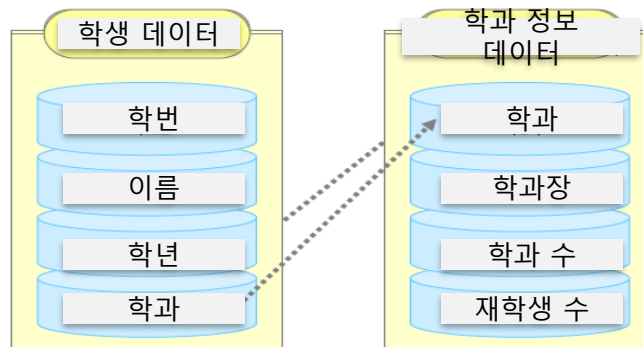 학생 데이터
학번
이름
학년
학과
학과 정보
데이터
학과
학과장
학과 수
재학생 수